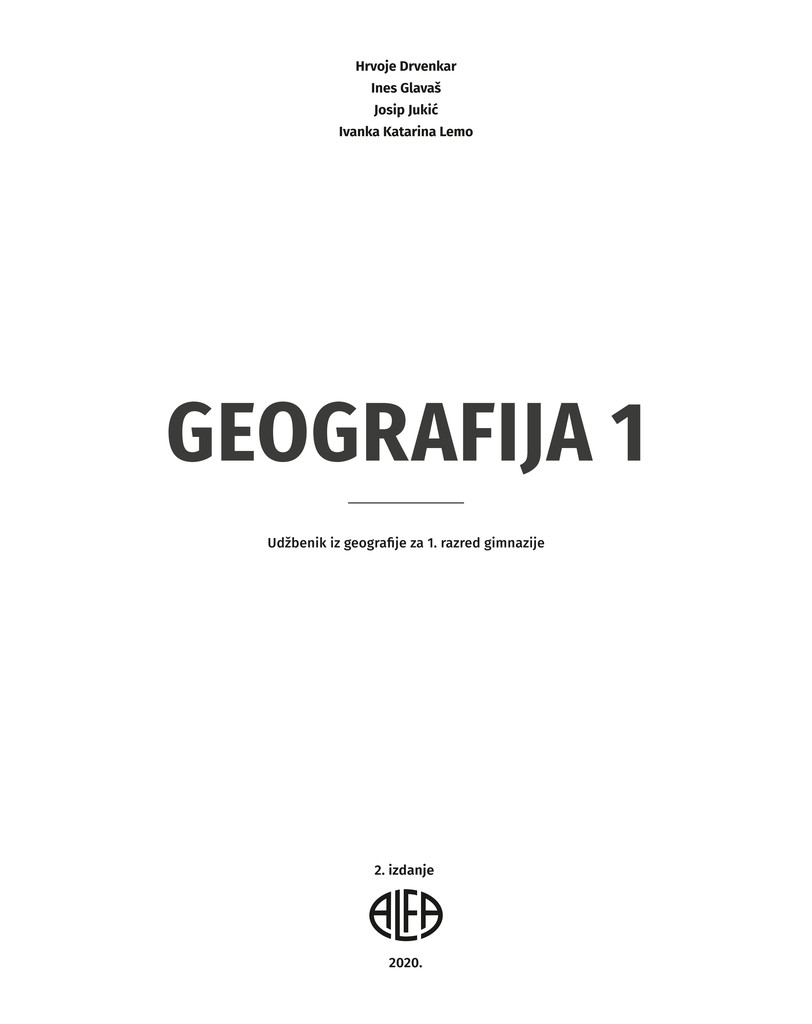 Hrvoje Drvenkar
Ines Glavaš
Josip Jukić
Ivanka Katarina Lemo
GEOGRAFIJA 1
Udžbenik iz geografije za 1. razred gimnazije
2. izdanje
ALFA
2020.